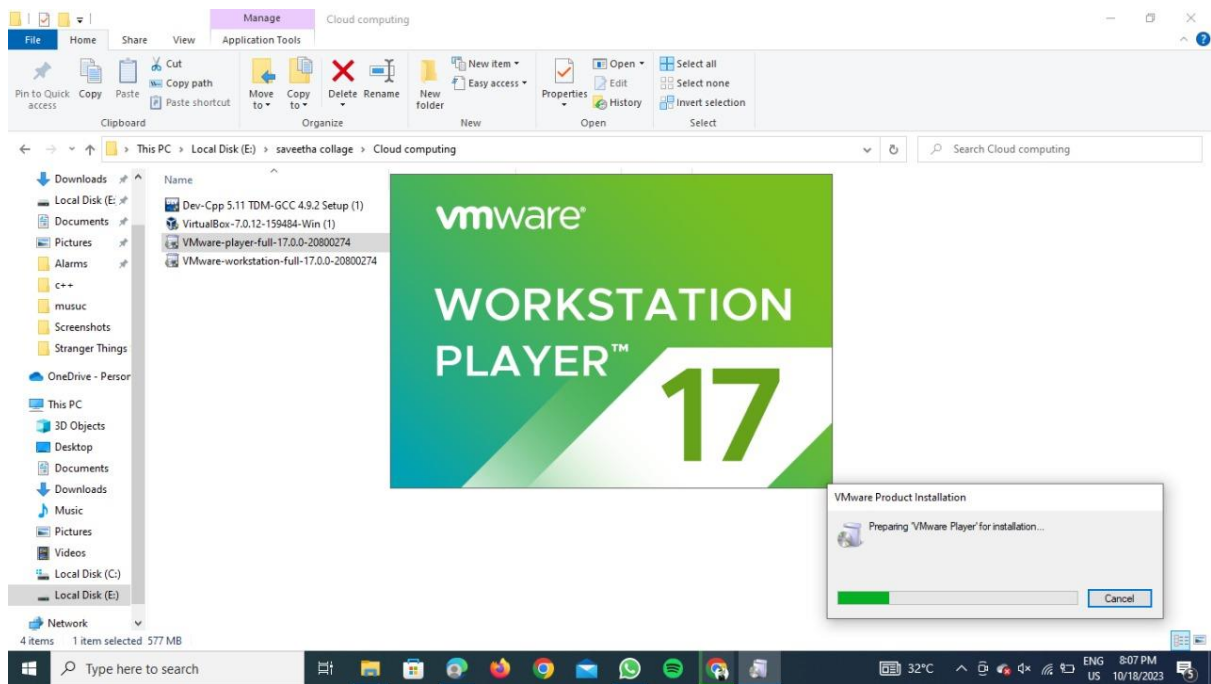 Manage
Cloud computing
File Home Share View Application Tools
Pin to Quick access
Copy
Paste
Cut
Copy path
Paste shortcut
Clipboard
Move to
Copy to
Delete
Rename
Organize
New folder
New item
Easy access
New
Properties
Open
Edit
History
Open
Select all
Select none
Invert selection
Select
This PC > Local Disk (E:) > saveetha collage > Cloud computing
Search Cloud computing
Downloads
Local Disk (E:
Documents
Pictures
Alarms
c++
musuc
Screenshots
Stranger Things
OneDrive - Person
This PC
3D Objects
Desktop
Documents
Downloads
Music
Pictures
Videos
Local Disk (C:)
Local Disk (E:)
Network
Name
Dev-Cpp 5.11 TDM-GCC 4.9.2 Setup (1)
VirtualBox-7.0.12-159484-Win (1)
VMware-player-full-17.0.0-20800274
VMware-workstation-full-17.0.0-20800274
vmware®
WORKSTATION
PLAYER™
17
VMware Product Installation
Preparing 'VMware Player' for installation...
Cancel
4 items 1 item selected 577 MB
Type here to search
32°C
ENG
US
8:07 PM
10/18/2023
5